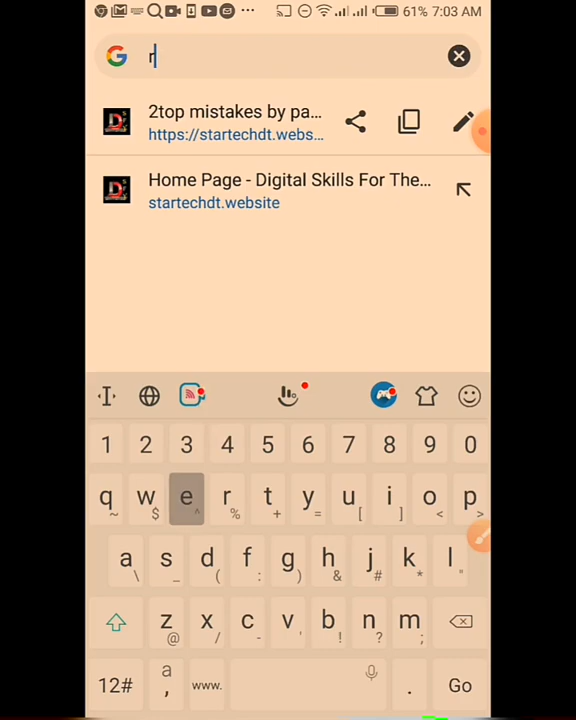 61% 7:03 AM
r
2top mistakes by pa...
https://startechdt.webs...
Home Page - Digital Skills For The...
startechdt.website
1 2 3 4 5 6 7 8 9 0
q w e r t y u i o p
~ $ ^ % + = [ ] < >
a s d f g h j k l
\ _ ( : ) & # * "
z x c v b n m
@ / - ' ! ? ;
12# a , www. . Go